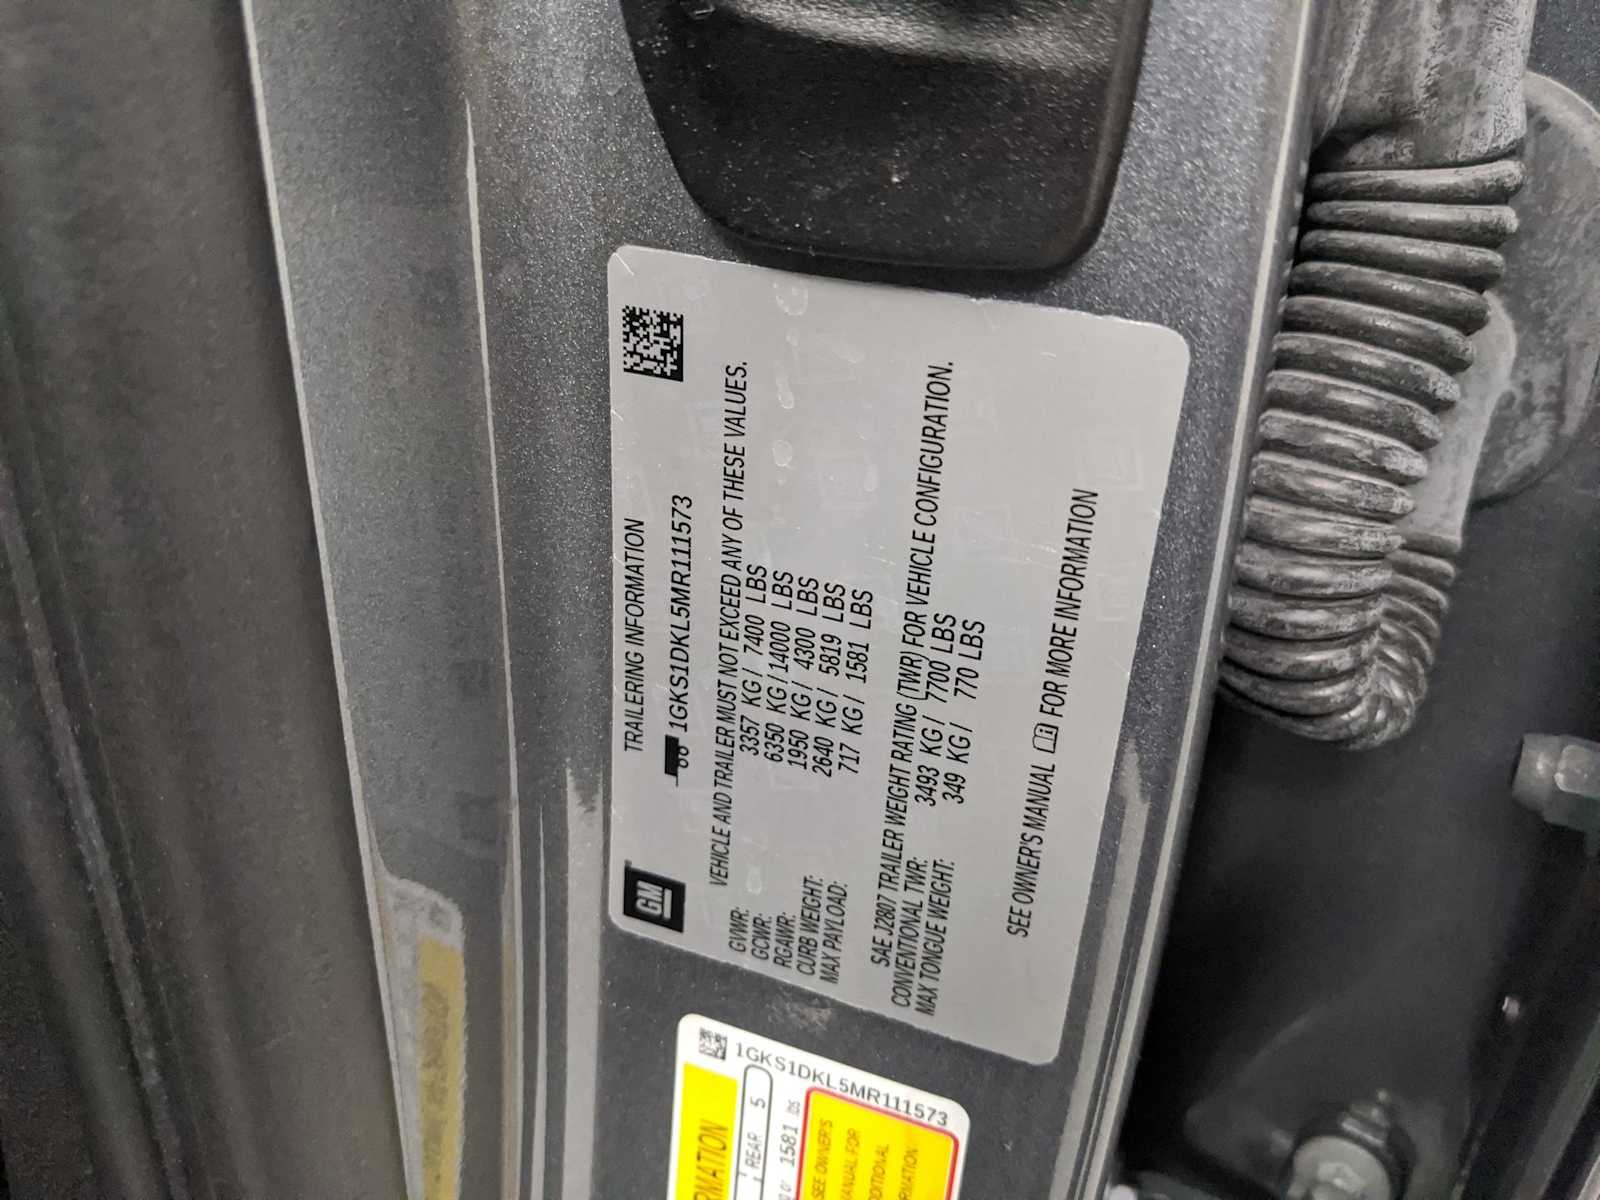 GM
TRAILERING INFORMATION
1GKS1DKL5MR111573
VEHICLE AND TRAILER MUST NOT EXCEED ANY OF THESE VALUES.
GVWR: 3357 KG / 7400 LBS
GCWR: 6350 KG / 14000 LBS
RGAWR: 1950 KG / 4300 LBS
CURB WEIGHT: 2640 KG / 5819 LBS
MAX PAYLOAD: 717 KG / 1581 LBS
SAE J2807 TRAILER WEIGHT RATING (TWR) FOR VEHICLE CONFIGURATION.
CONVENTIONAL TWR: 3493 KG / 7700 LBS
MAX TONGUE WEIGHT: 349 KG / 770 LBS
SEE OWNER'S MANUAL FOR MORE INFORMATION
REAR 5
1581
SEE OWNER'S
FOR
1GKS1DKL5MR111573